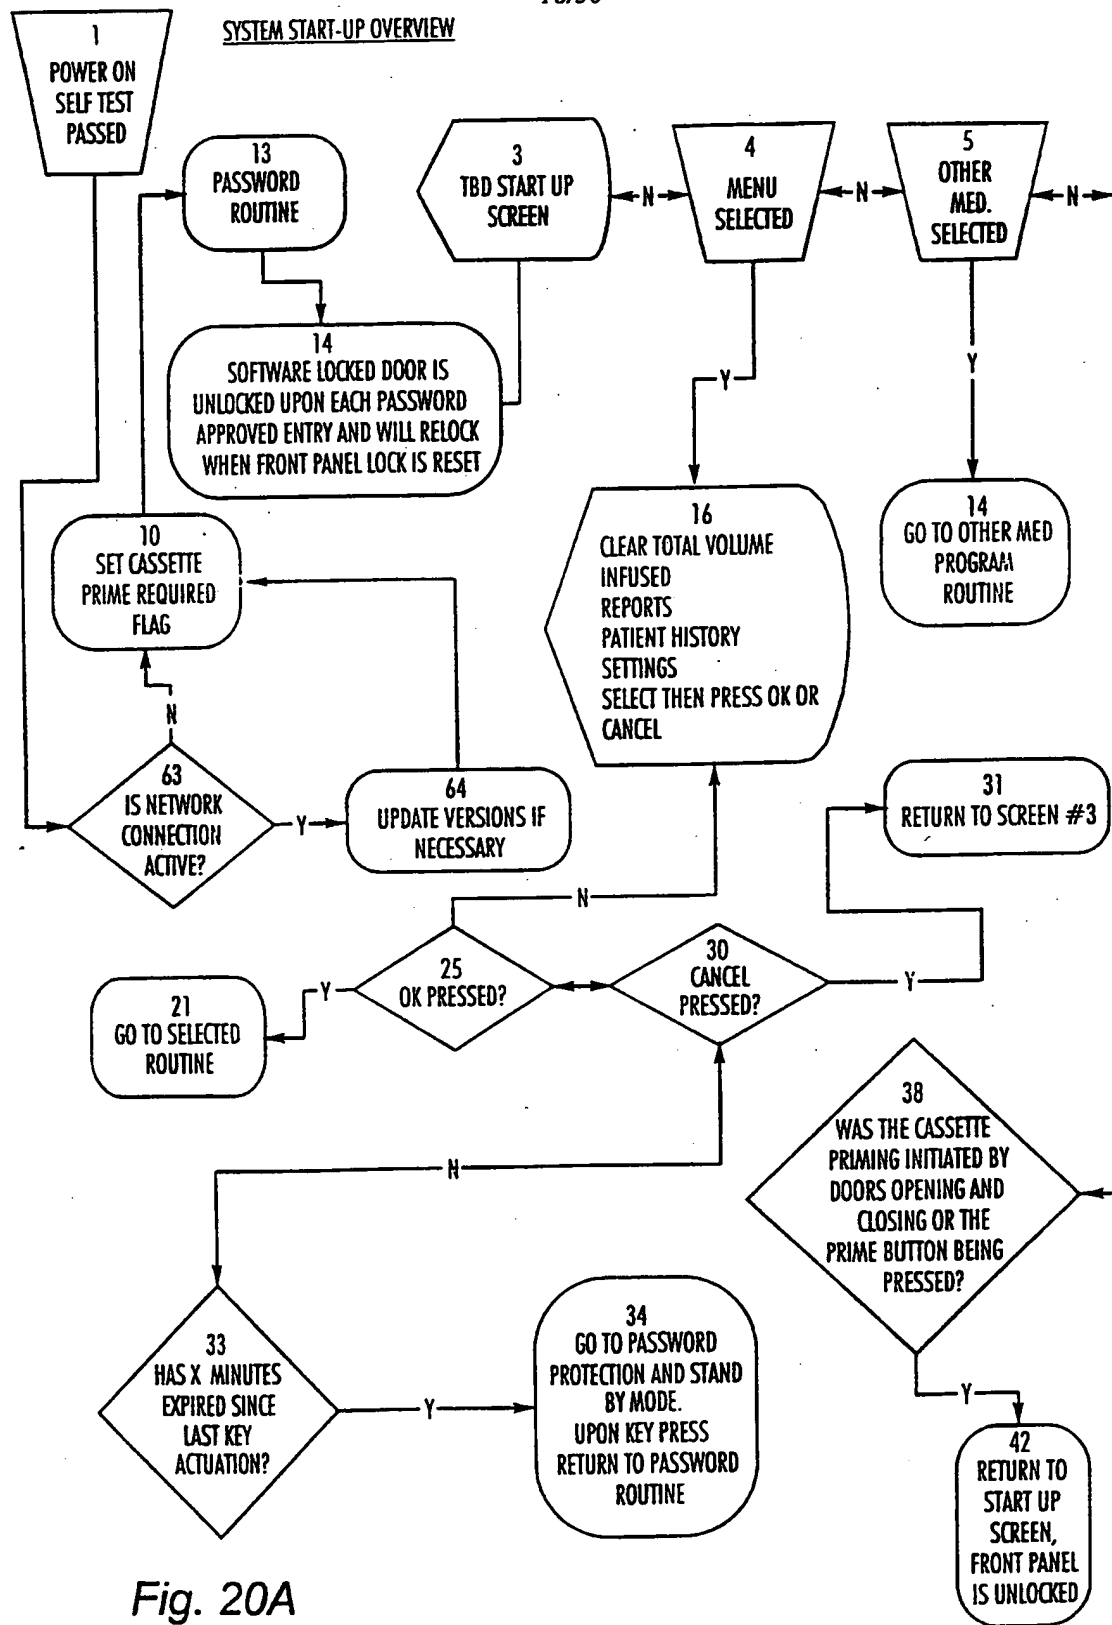 SYSTEM START-UP OVERVIEW
1
POWER ON
SELF TEST
PASSED
13
PASSWORD
ROUTINE
3
TBD START UP
SCREEN
N
4
MENU
SELECTED
N
5
OTHER
MED.
SELECTED
N
14
SOFTWARE LOCKED DOOR IS
UNLOCKED UPON EACH PASSWORD
APPROVED ENTRY AND WILL RELOCK
WHEN FRONT PANEL LOCK IS RESET
Y
Y
10
SET CASSETTE
PRIME REQUIRED
FLAG
16
CLEAR TOTAL VOLUME
INFUSED
REPORTS
PATIENT HISTORY
SETTINGS
SELECT THEN PRESS OK OR
CANCEL
14
GO TO OTHER MED
PROGRAM
ROUTINE
N
63
IS NETWORK
CONNECTION
ACTIVE?
Y
64
UPDATE VERSIONS IF
NECESSARY
31
RETURN TO SCREEN #3
N
25
OK PRESSED?
Y
30
CANCEL
PRESSED?
Y
21
GO TO SELECTED
ROUTINE
38
WAS THE CASSETTE
PRIMING INITIATED BY
DOORS OPENING AND
CLOSING OR THE
PRIME BUTTON BEING
PRESSED?
N
33
HAS X MINUTES
EXPIRED SINCE
LAST KEY
ACTUATION?
Y
34
GO TO PASSWORD
PROTECTION AND STAND
BY MODE.
UPON KEY PRESS
RETURN TO PASSWORD
ROUTINE
Y
42
RETURN TO
START UP
SCREEN,
FRONT PANEL
IS UNLOCKED
Fig. 20A